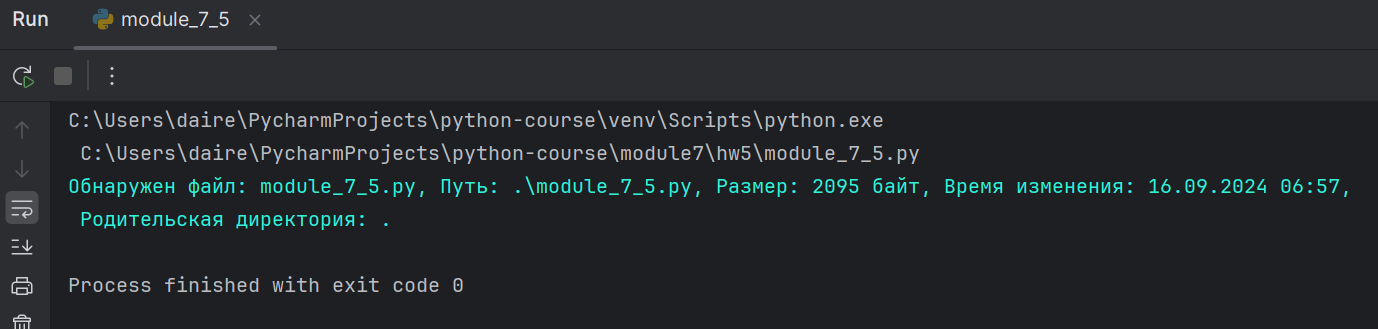 Run module_7_5
C:\Users\daire\PycharmProjects\python-course\venv\Scripts\python.exe
C:\Users\daire\PycharmProjects\python-course\module7\hw5\module_7_5.py
Обнаружен файл: module_7_5.py, Путь: .\module_7_5.py, Размер: 2095 байт, Время изменения: 16.09.2024 06:57,
Родительская директория: .
Process finished with exit code 0